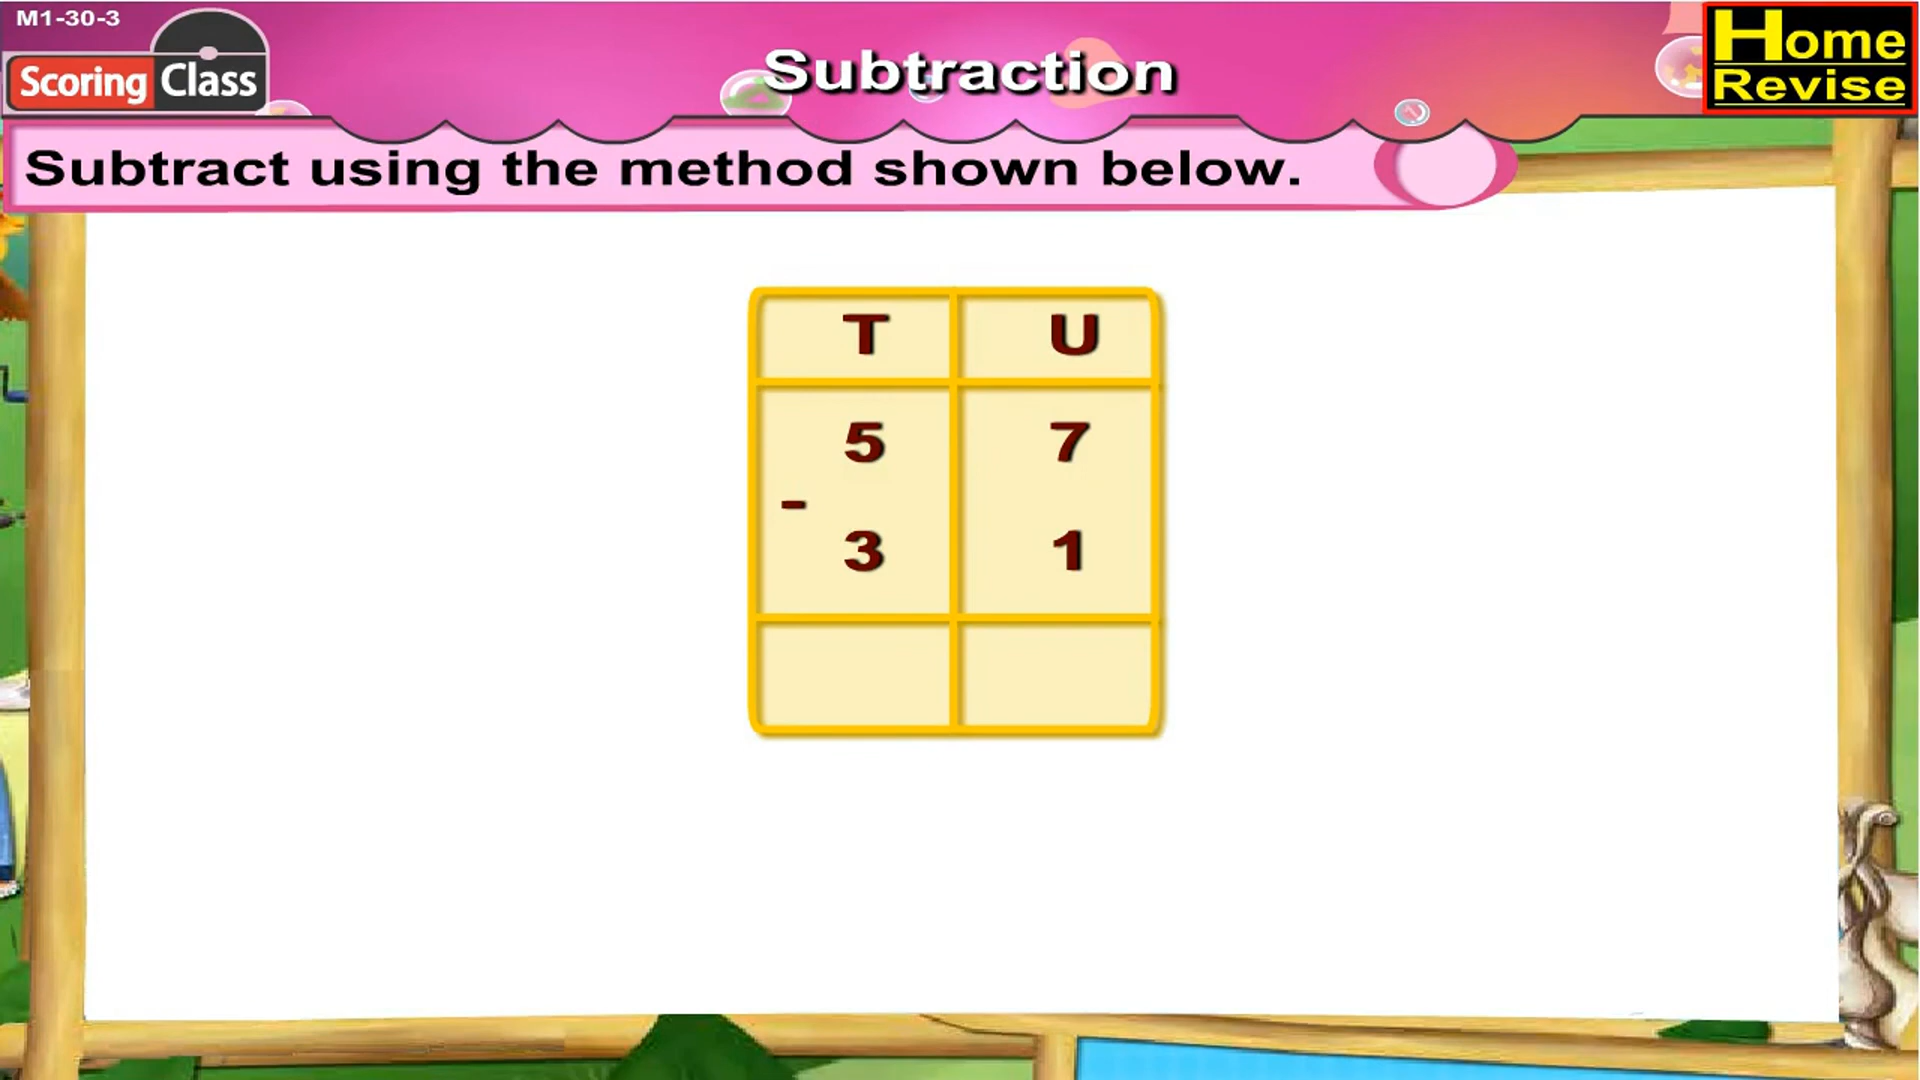 M1-30-3
Scoring Class
Subtraction
Home
Revise
Subtract using the method shown below.
T U
5 7
-
3 1